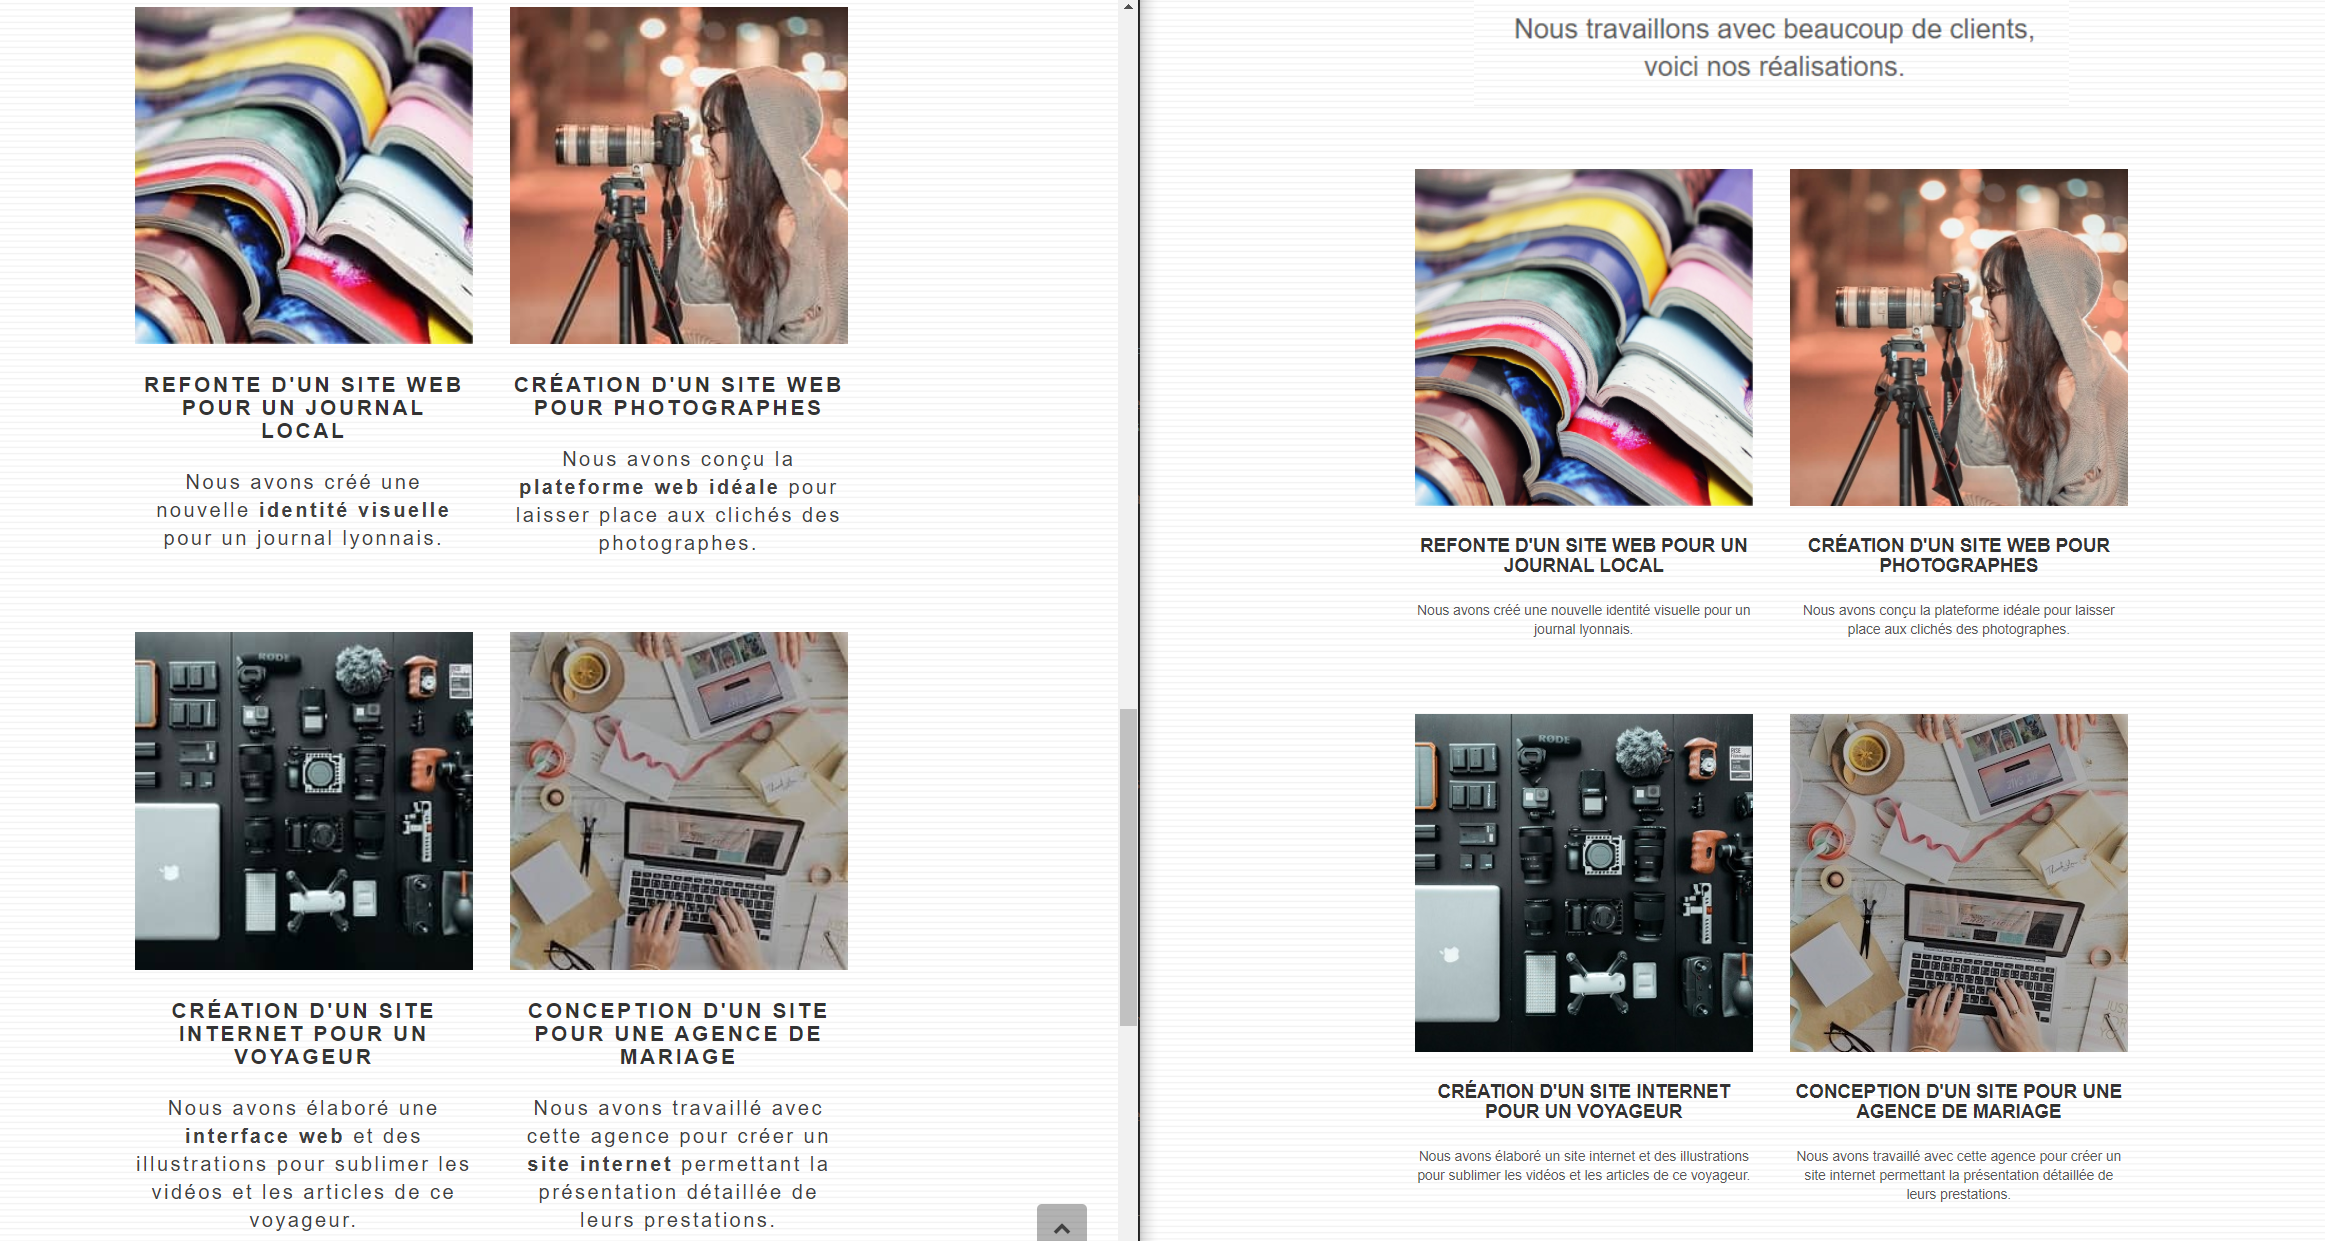 REFONTE D'UN SITE WEB
POUR UN JOURNAL
LOCAL
Nous avons créé une
nouvelle identité visuelle
pour un journal lyonnais.
CRÉATION D'UN SITE WEB
POUR PHOTOGRAPHES
Nous avons conçu la
plateforme web idéale pour
laisser place aux clichés des
photographes.
RODE
CRÉATION D'UN SITE
INTERNET POUR UN
VOYAGEUR
Nous avons élaboré une
interface web et des
illustrations pour sublimer les
vidéos et les articles de ce
voyageur.
CONCEPTION D'UN SITE
POUR UNE AGENCE DE
MARIAGE
Nous avons travaillé avec
cette agence pour créer un
site internet permettant la
présentation détaillée de
leurs prestations.
Nous travaillons avec beaucoup de clients,
voici nos réalisations.
REFONTE D'UN SITE WEB POUR UN
JOURNAL LOCAL
Nous avons créé une nouvelle identité visuelle pour un
journal lyonnais.
CRÉATION D'UN SITE WEB POUR
PHOTOGRAPHES
Nous avons conçu la plateforme idéale pour laisser
place aux clichés des photographes.
RØDE
CRÉATION D'UN SITE INTERNET
POUR UN VOYAGEUR
Nous avons élaboré un site internet et des illustrations
pour sublimer les vidéos et les articles de ce voyageur.
Thank you
CONCEPTION D'UN SITE POUR UNE
AGENCE DE MARIAGE
Nous avons travaillé avec cette agence pour créer un
site internet permettant la présentation détaillée de
leurs prestations.